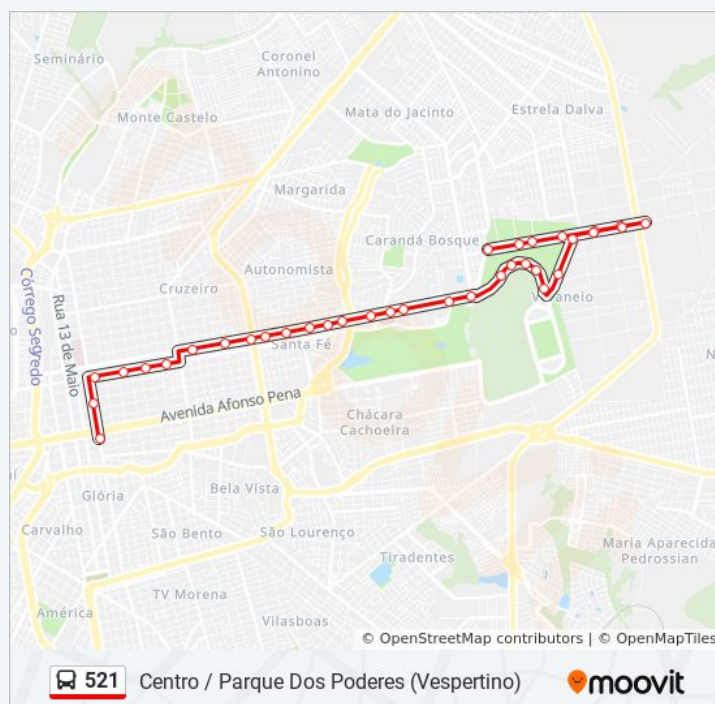 Seminário
Coronel
Antonino
Monte Castelo
Mata do Jacinto
Estrela Dalva
Margarida
Carandá Bosque
Autonomista
Cruzeiro
Córrego Segredo
Rua 13 de Maio
Santa Fé
Avenida Afonso Pena
Chácara
Cachoeira
Glória
Bela Vista
Carvalho
São Bento
São Lourenço
Tiradentes
Maria Aparecida
Pedrossian
TV Morena
América
Vilasboas
© OpenStreetMap contributors | © OpenMapTiles
521 Centro / Parque Dos Poderes (Vespertino)
moovit